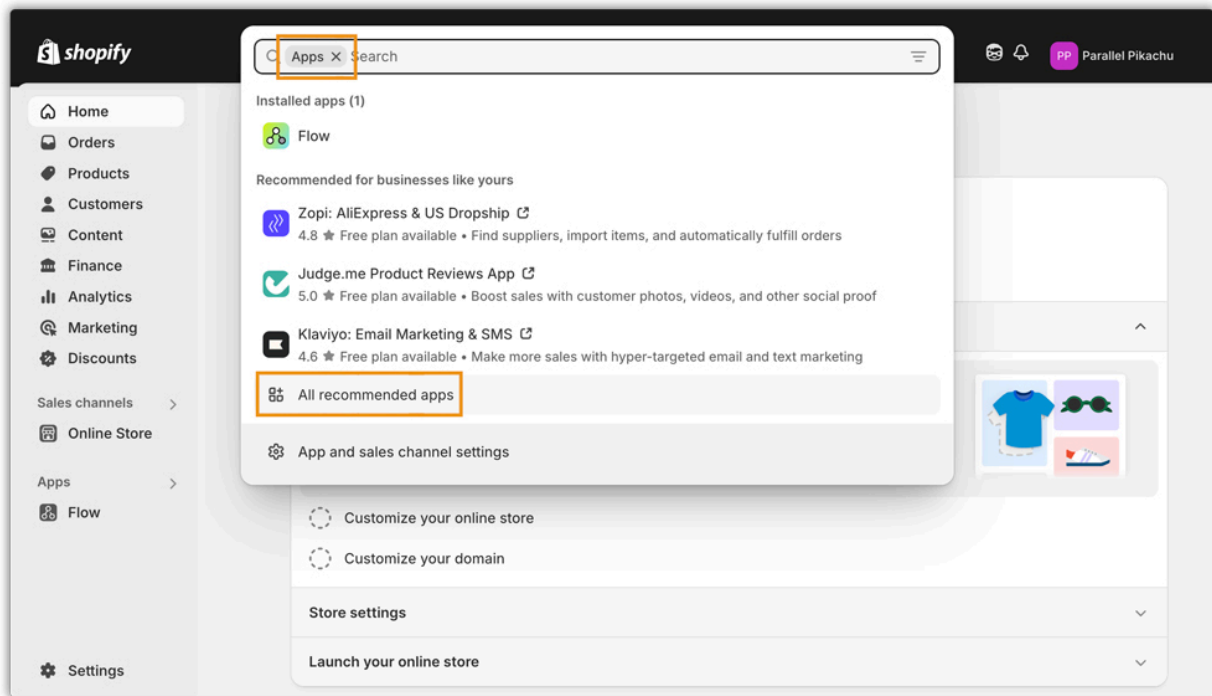 shopify
Apps Search
PP Parallel Pikachu
Home
Orders
Products
Customers
Content
Finance
Analytics
Marketing
Discounts
Sales channels
Online Store
Apps
Flow
Settings
Installed apps (1)
Flow
Recommended for businesses like yours
Zopi: AliExpress & US Dropship
4.8 ★ Free plan available • Find suppliers, import items, and automatically fulfill orders
Judge.me Product Reviews App
5.0 ★ Free plan available • Boost sales with customer photos, videos, and other social proof
Klaviyo: Email Marketing & SMS
4.6 ★ Free plan available • Make more sales with hyper-targeted email and text marketing
All recommended apps
App and sales channel settings
Customize your online store
Customize your domain
Store settings
Launch your online store